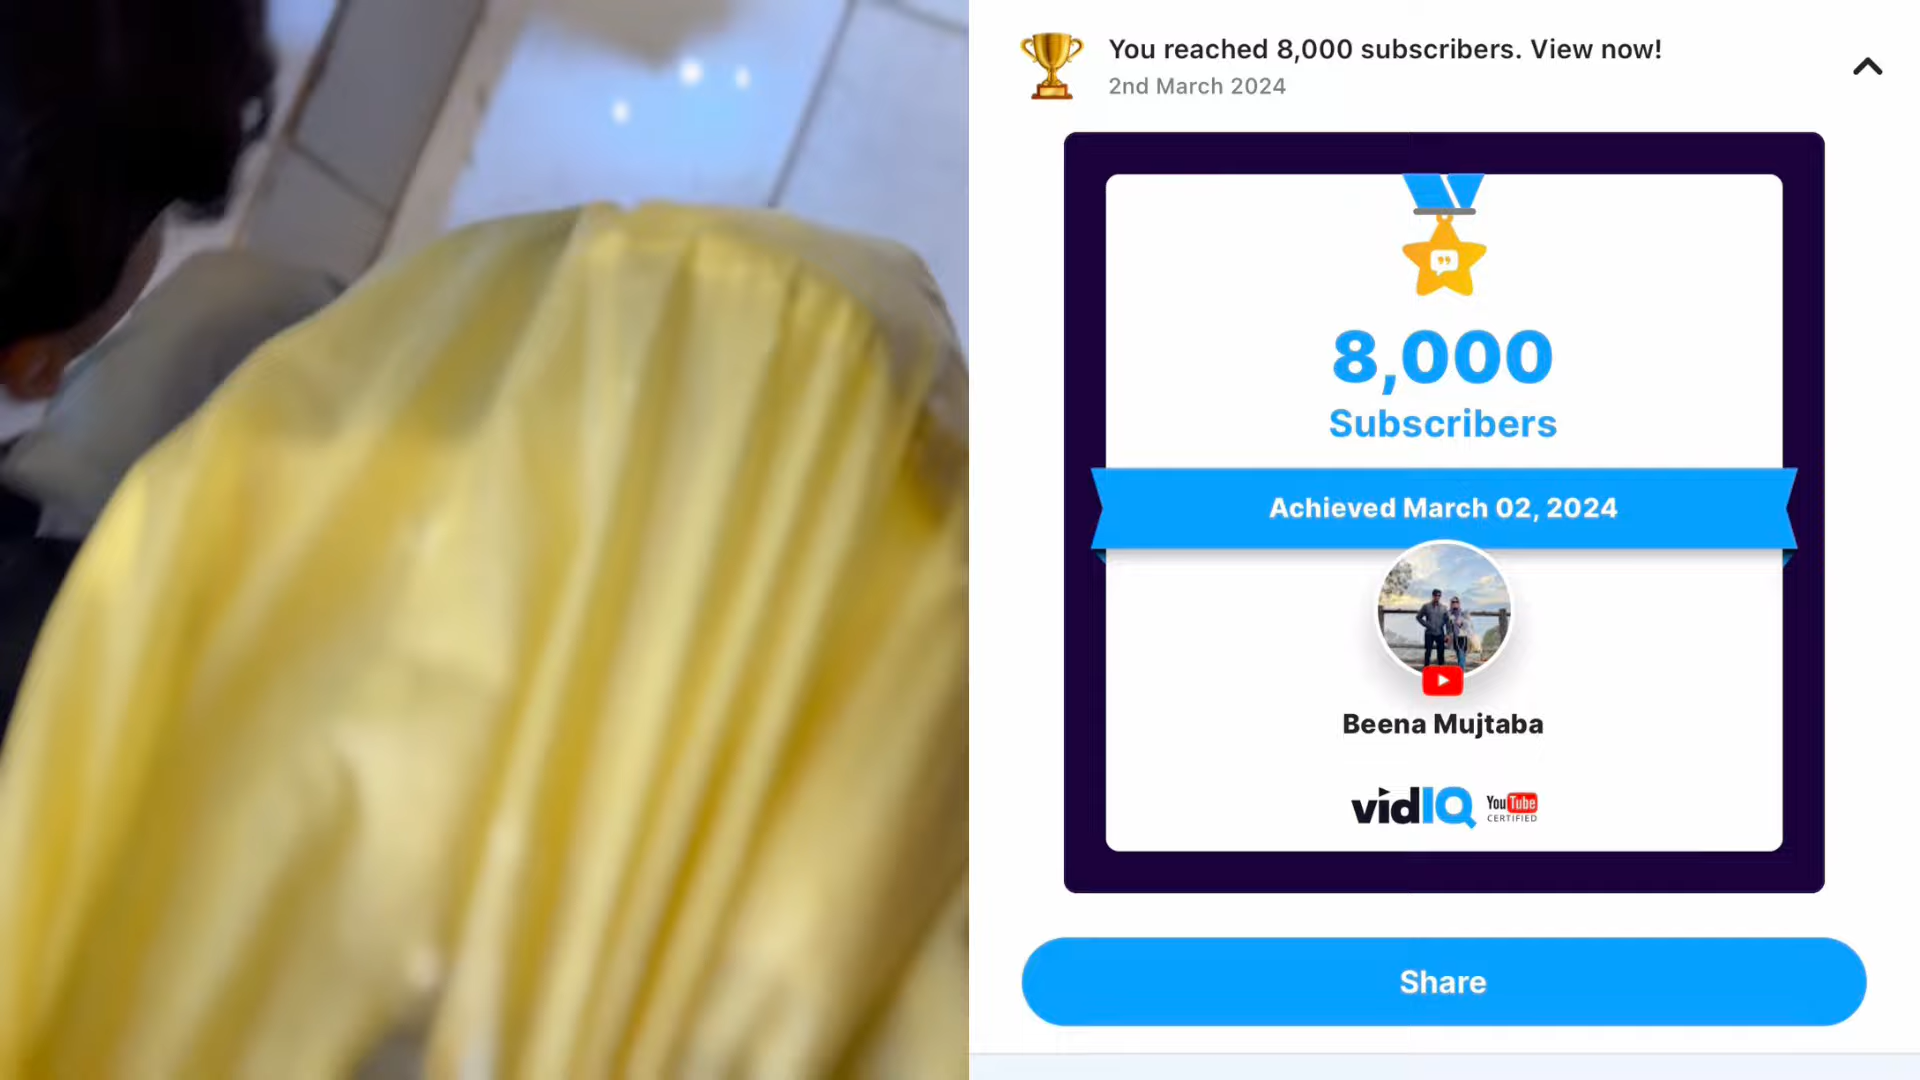 You reached 8,000 subscribers. View now!
2nd March 2024
8,000
Subscribers
Achieved March 02, 2024
Beena Mujtaba
vidIQ YouTube CERTIFIED
Share